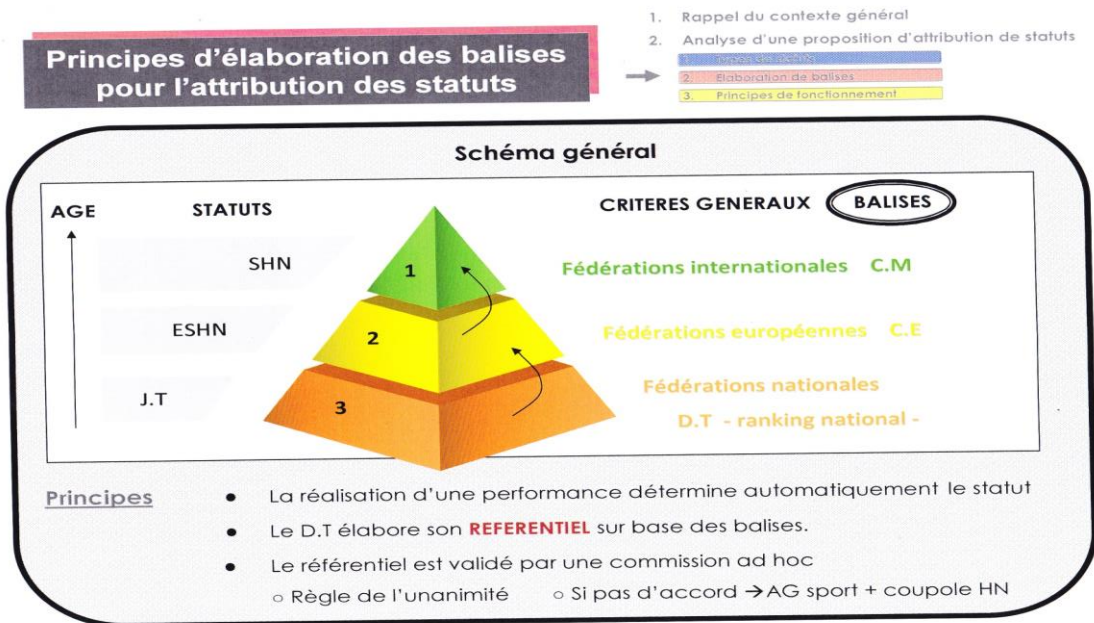 Principes d'élaboration des balises
pour l'attribution des statuts
1. Rappel du contexte général
2. Analyse d'une proposition d'attribution de statuts
1.
2. Elaboration de balises
3. Principes de fonctionnement
Schéma général
AGE
STATUTS
CRITERES GENERAUX
BALISES
SHN
1
Fédérations internationales C.M
ESHN
2
Fédérations européennes C.E
J.T
3
Fédérations nationales
D.T - ranking national -
Principes
● La réalisation d'une performance détermine automatiquement le statut
● Le D.T élabore son REFERENTIEL sur base des balises.
● Le référentiel est validé par une commission ad hoc
○ Règle de l'unanimité ○ Si pas d'accord → AG sport + coupole HN